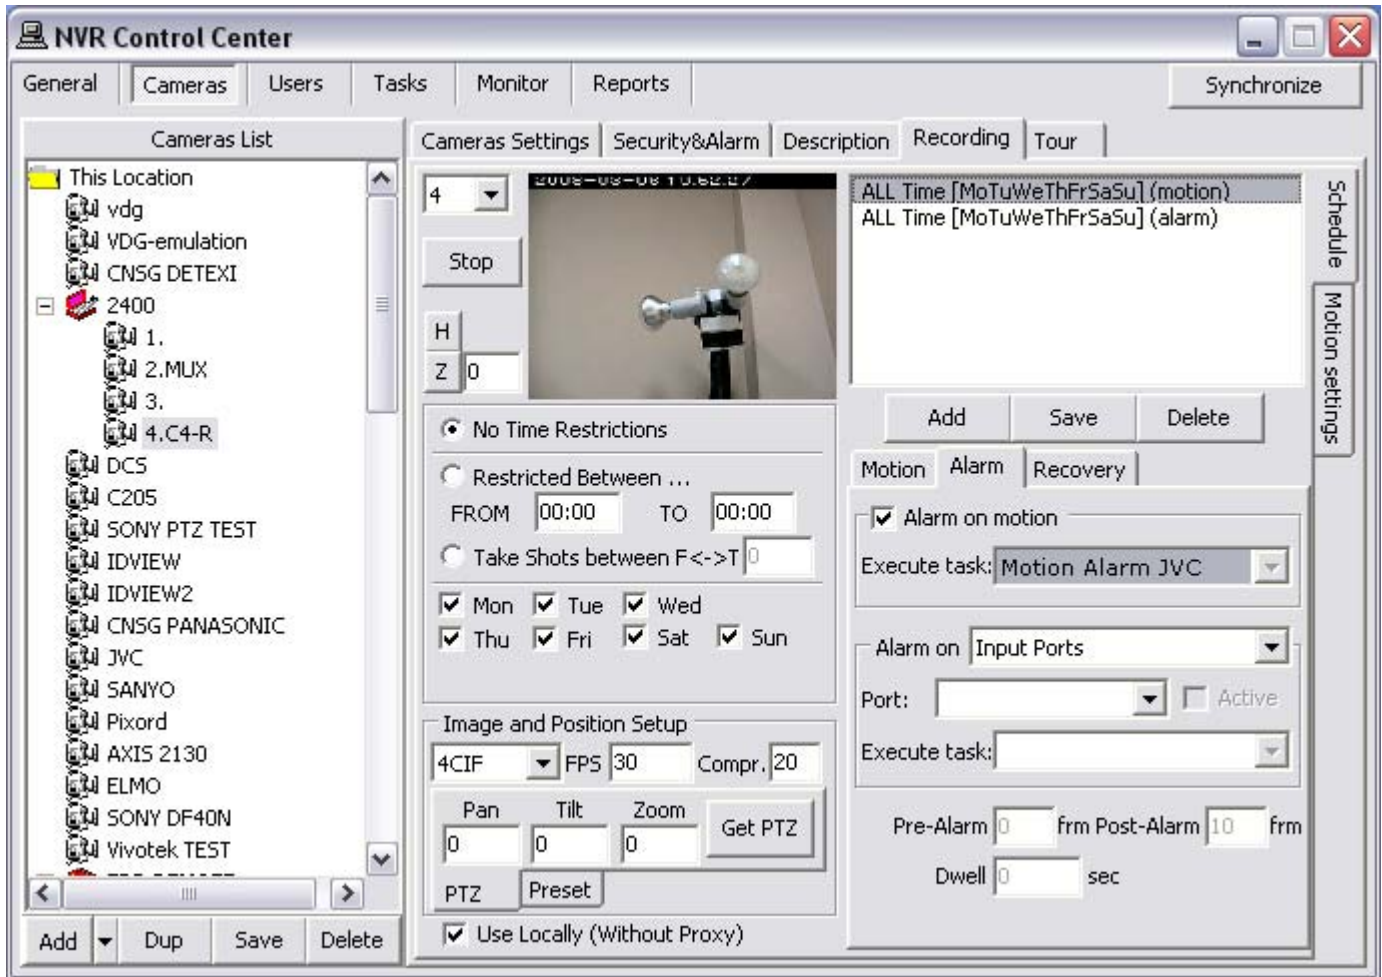 NVR Control Center
General Cameras Users Tasks Monitor Reports Synchronize
Cameras List
This Location
vdg
VDG-emulation
CNSG DETEXI
2400
1.
2.MUX
3.
4.C4-R
DCS
C205
SONY PTZ TEST
IDVIEW
IDVIEW2
CNSG PANASONIC
JVC
SANYO
Pixord
AXIS 2130
ELMO
SONY DF40N
Vivotek TEST
Add Dup Save Delete
Cameras Settings Security&Alarm Description Recording Tour
4
Stop
H
Z 0
No Time Restrictions
Restricted Between ...
FROM 00:00 TO 00:00
Take Shots between F<->T 0
Mon Tue Wed
Thu Fri Sat Sun
Image and Position Setup
4CIF FPS 30 Compr. 20
Pan Tilt Zoom
0 0 0 Get PTZ
PTZ Preset
Use Locally (Without Proxy)
ALL Time [MoTuWeThFrSaSu] (motion)
ALL Time [MoTuWeThFrSaSu] (alarm)
Add Save Delete
Motion Alarm Recovery
Alarm on motion
Execute task: Motion Alarm JVC
Alarm on Input Ports
Port: Active
Execute task:
Pre-Alarm 0 frm Post-Alarm 10 frm
Dwell 0 sec
Schedule
Motion settings